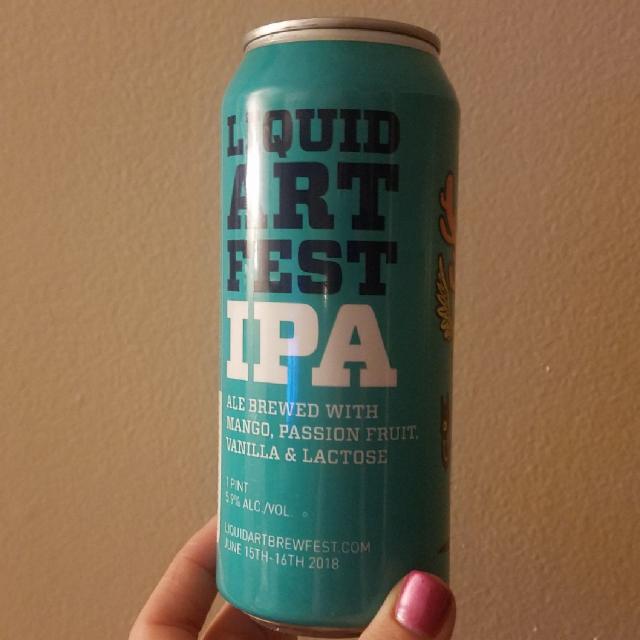 LIQUID
ART
FEST
IPA
ALE BREWED WITH
MANGO, PASSION FRUIT,
VANILLA & LACTOSE
1 PINT
5.9% ALC./VOL.
LIQUIDARTBREWFEST.COM
JUNE 15TH-16TH 2018